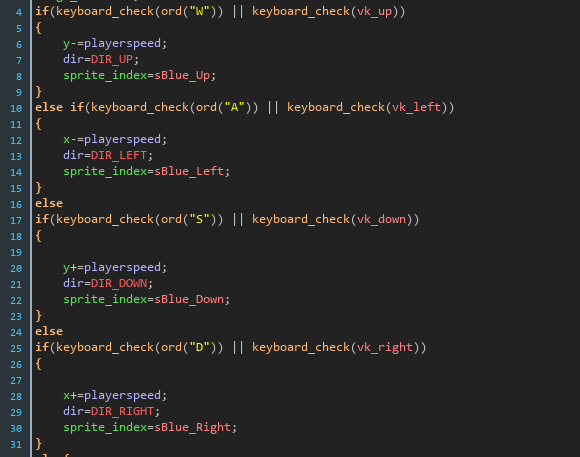 4 if(keyboard_check(ord("W")) || keyboard_check(vk_up))
5 {
6 y-=playerspeed;
7 dir=DIR_UP;
8 sprite_index=sBlue_Up;
9 }
10 else if(keyboard_check(ord("A")) || keyboard_check(vk_left))
11 {
12 x-=playerspeed;
13 dir=DIR_LEFT;
14 sprite_index=sBlue_Left;
15 }
16 else
17 if(keyboard_check(ord("S")) || keyboard_check(vk_down))
18 {
19
20 y+=playerspeed;
21 dir=DIR_DOWN;
22 sprite_index=sBlue_Down;
23 }
24 else
25 if(keyboard_check(ord("D")) || keyboard_check(vk_right))
26 {
27
28 x+=playerspeed;
29 dir=DIR_RIGHT;
30 sprite_index=sBlue_Right;
31 }